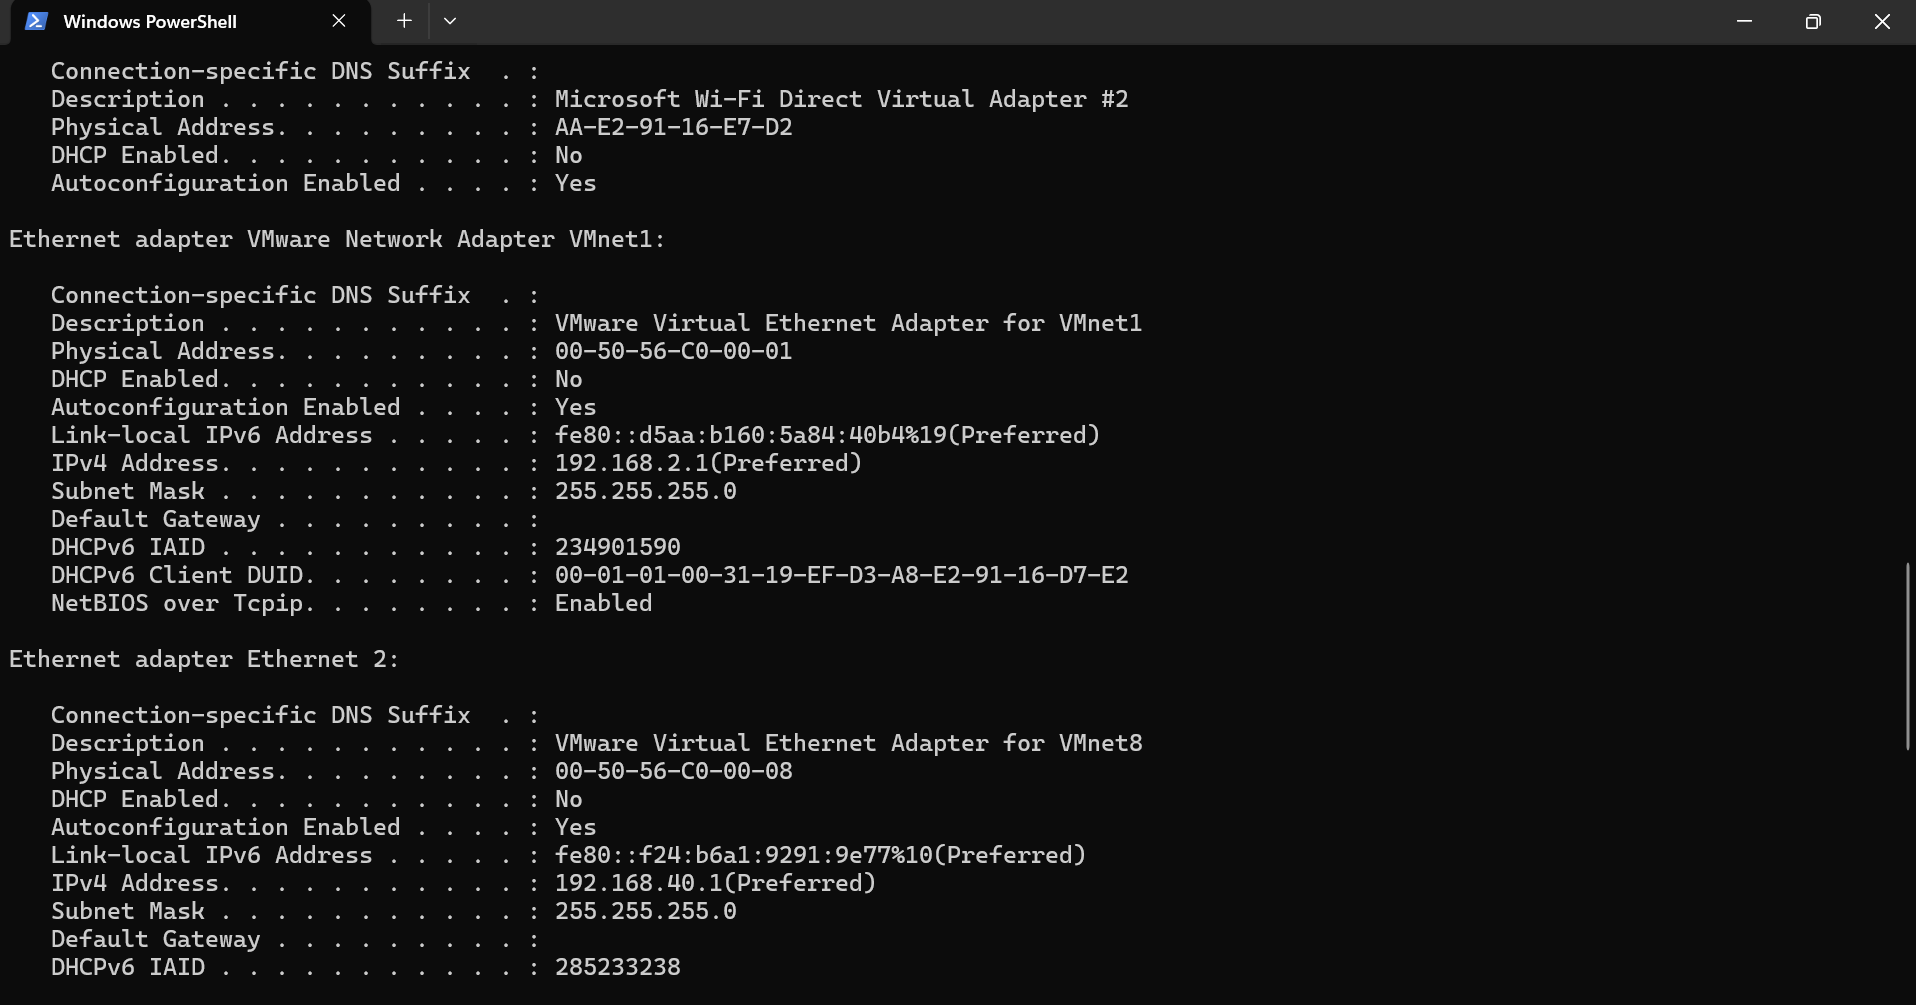 Windows PowerShell
   Connection-specific DNS Suffix  . :
   Description . . . . . . . . . . . : Microsoft Wi-Fi Direct Virtual Adapter #2
   Physical Address. . . . . . . . . : AA-E2-91-16-E7-D2
   DHCP Enabled. . . . . . . . . . . : No
   Autoconfiguration Enabled . . . . : Yes
Ethernet adapter VMware Network Adapter VMnet1:
   Connection-specific DNS Suffix  . :
   Description . . . . . . . . . . . : VMware Virtual Ethernet Adapter for VMnet1
   Physical Address. . . . . . . . . : 00-50-56-C0-00-01
   DHCP Enabled. . . . . . . . . . . : No
   Autoconfiguration Enabled . . . . : Yes
   Link-local IPv6 Address . . . . . : fe80::d5aa:b160:5a84:40b4%19(Preferred)
   IPv4 Address. . . . . . . . . . . : 192.168.2.1(Preferred)
   Subnet Mask . . . . . . . . . . . : 255.255.255.0
   Default Gateway . . . . . . . . . :
   DHCPv6 IAID . . . . . . . . . . . : 234901590
   DHCPv6 Client DUID. . . . . . . . : 00-01-01-00-31-19-EF-D3-A8-E2-91-16-D7-E2
   NetBIOS over Tcpip. . . . . . . . : Enabled
Ethernet adapter Ethernet 2:
   Connection-specific DNS Suffix  . :
   Description . . . . . . . . . . . : VMware Virtual Ethernet Adapter for VMnet8
   Physical Address. . . . . . . . . : 00-50-56-C0-00-08
   DHCP Enabled. . . . . . . . . . . : No
   Autoconfiguration Enabled . . . . : Yes
   Link-local IPv6 Address . . . . . : fe80::f24:b6a1:9291:9e77%10(Preferred)
   IPv4 Address. . . . . . . . . . . : 192.168.40.1(Preferred)
   Subnet Mask . . . . . . . . . . . : 255.255.255.0
   Default Gateway . . . . . . . . . :
   DHCPv6 IAID . . . . . . . . . . . : 285233238